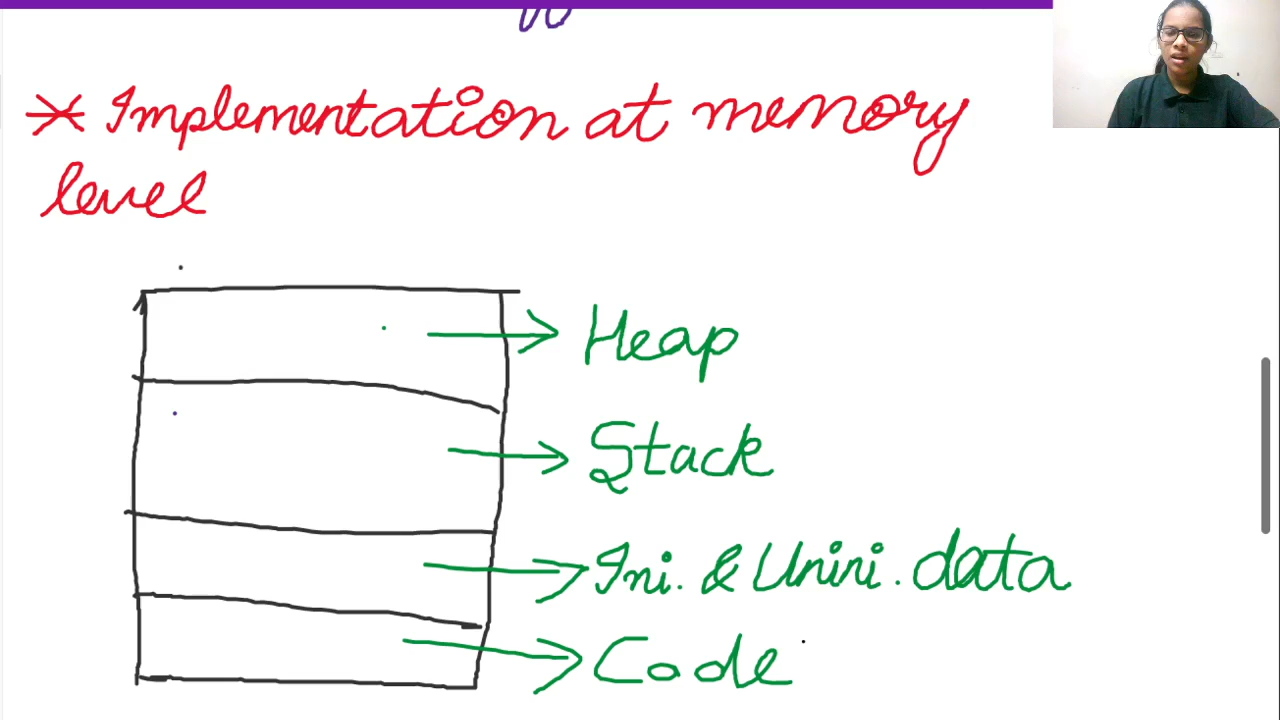 * Implementation at memory
level
Heap
Stack
Ini. & Unini. data
Code